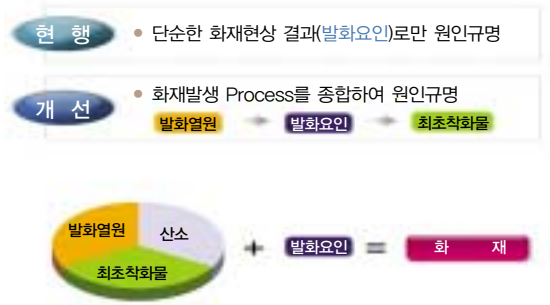 현 행 • 단순한 화재현상 결과(발화요인)로만 원인규명
개 선 • 화재발생 Process를 종합하여 원인규명
발화열원 → 발화요인 → 최초착화물
발화열원 산소
최초착화물
+ 발화요인 = 화 재